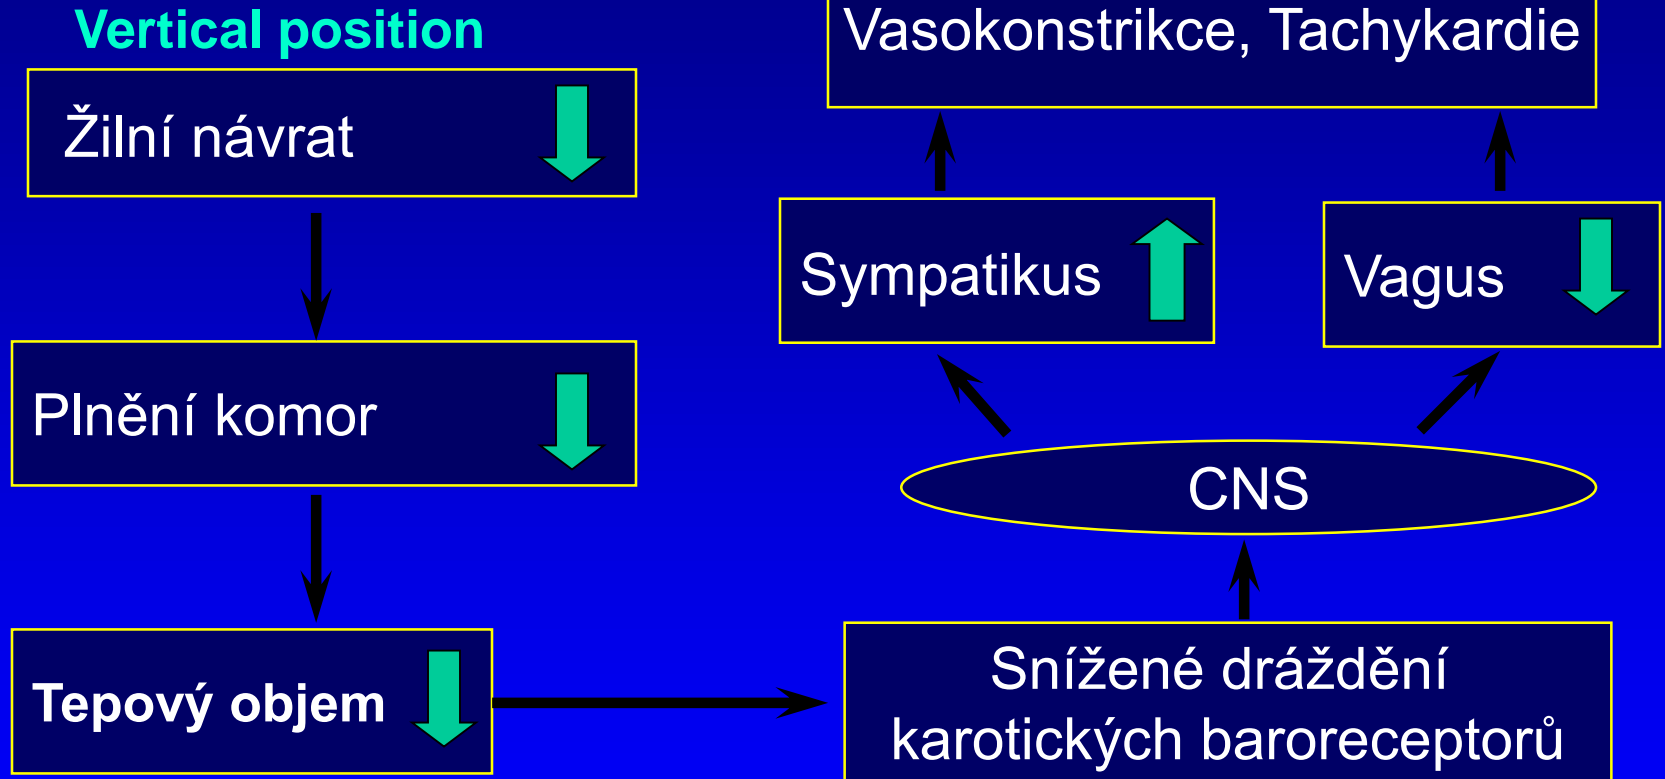 Vertical position
Žilní návrat
Plnění komor
Tepový objem
Snížené dráždění
karotických baroreceptorů
CNS
Sympatikus
Vagus
Vasokonstrikce, Tachykardie